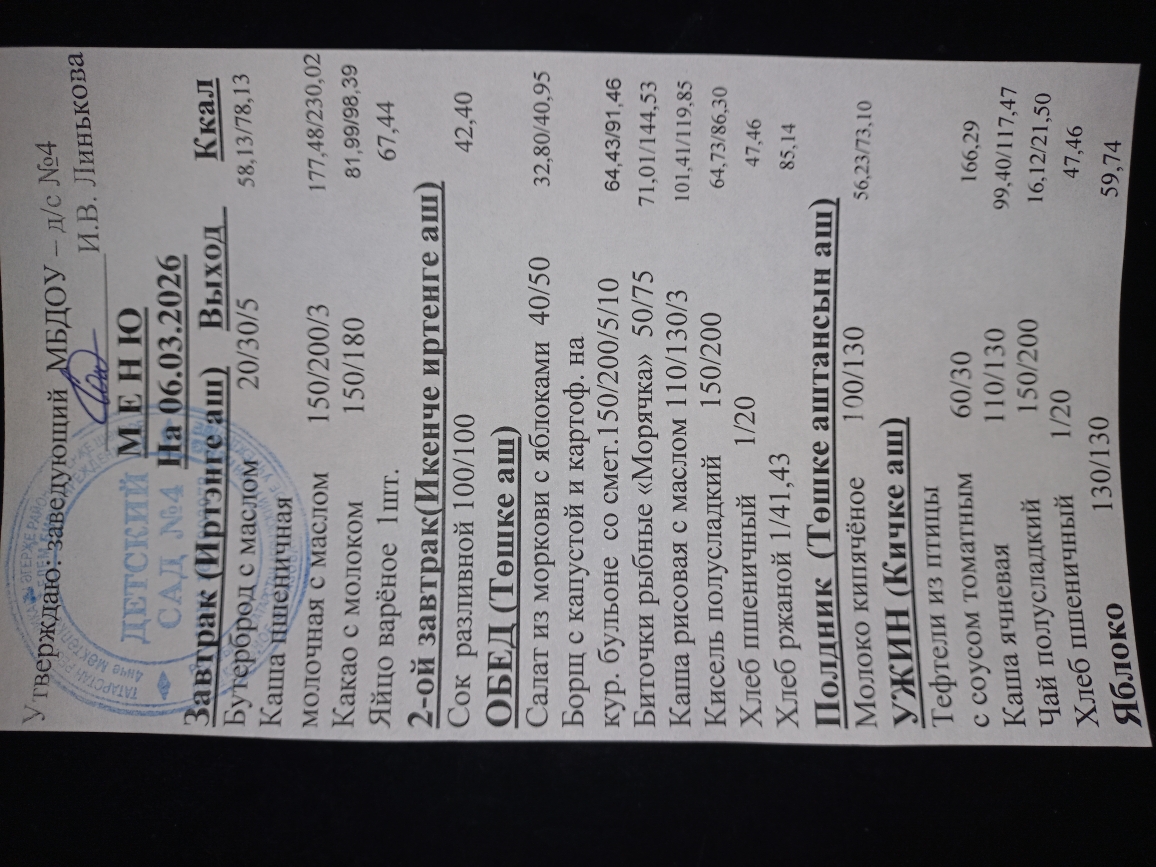 Утверждаю: заведующий МБДОУ – д/с №4
И.В. Линькова
М Е Н Ю
На 06.03.2026
ДЕТСКИЙ
САД №4
Завтрак (Иртэнге аш) Выход Ккал
Бутерброд с маслом 20/30/5 58,13/78,13
Каша пшеничная
молочная с маслом 150/200/3 177,48/230,02
Какао с молоком 150/180 81,99/98,39
Яйцо варёное 1шт. 67,44
2-ой завтрак(Икенче иртенге аш)
Сок разливной 100/100 42,40
ОБЕД (Төшке аш)
Салат из моркови с яблоками 40/50 32,80/40,95
Борщ с капустой и картоф. на
кур. бульоне со смет.150/200/5/10 64,43/91,46
Биточки рыбные «Морячка» 50/75 71,01/144,53
Каша рисовая с маслом 110/130/3 101,41/119,85
Кисель полусладкий 150/200 64,73/86,30
Хлеб пшеничный 1/20 47,46
Хлеб ржаной 1/41,43 85,14
Полдник (Төшке аштансын аш)
Молоко кипячёное 100/130 56,23/73,10
УЖИН (Кичке аш)
Тефтели из птицы
с соусом томатным 60/30 166,29
Каша ячневая 110/130 99,40/117,47
Чай полусладкий 150/200 16,12/21,50
Хлеб пшеничный 1/20 47,46
Яблоко 130/130 59,74